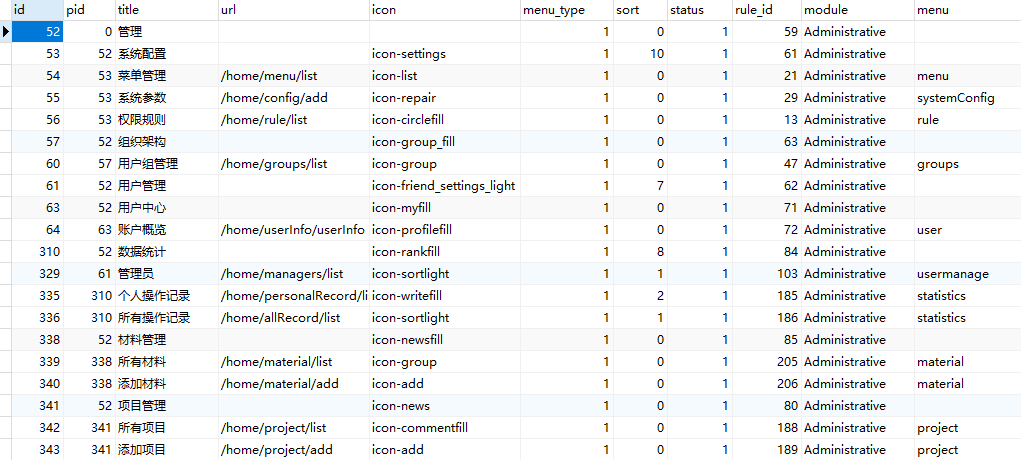 id pid title url icon menu_type sort status rule_id module menu
52 0 管理 1 0 1 59 Administrative
53 52 系统配置 icon-settings 1 10 1 61 Administrative
54 53 菜单管理 /home/menu/list icon-list 1 0 1 21 Administrative menu
55 53 系统参数 /home/config/add icon-repair 1 0 1 29 Administrative systemConfig
56 53 权限规则 /home/rule/list icon-circlefill 1 0 1 13 Administrative rule
57 52 组织架构 icon-group_fill 1 0 1 63 Administrative
60 57 用户组管理 /home/groups/list icon-group 1 0 1 47 Administrative groups
61 52 用户管理 icon-friend_settings_light 1 7 1 62 Administrative
63 52 用户中心 icon-myfill 1 0 1 71 Administrative
64 63 账户概览 /home/userInfo/userInfo icon-profilefill 1 0 1 72 Administrative user
310 52 数据统计 icon-rankfill 1 8 1 84 Administrative
329 61 管理员 /home/managers/list icon-sortlight 1 1 1 103 Administrative usermanage
335 310 个人操作记录 /home/personalRecord/li icon-writefill 1 2 1 185 Administrative statistics
336 310 所有操作记录 /home/allRecord/list icon-sortlight 1 1 1 186 Administrative statistics
338 52 材料管理 icon-newsfill 1 0 1 85 Administrative
339 338 所有材料 /home/material/list icon-group 1 0 1 205 Administrative material
340 338 添加材料 /home/material/add icon-add 1 0 1 206 Administrative material
341 52 项目管理 icon-news 1 0 1 80 Administrative
342 341 所有项目 /home/project/list icon-commentfill 1 0 1 188 Administrative project
343 341 添加项目 /home/project/add icon-add 1 0 1 189 Administrative project